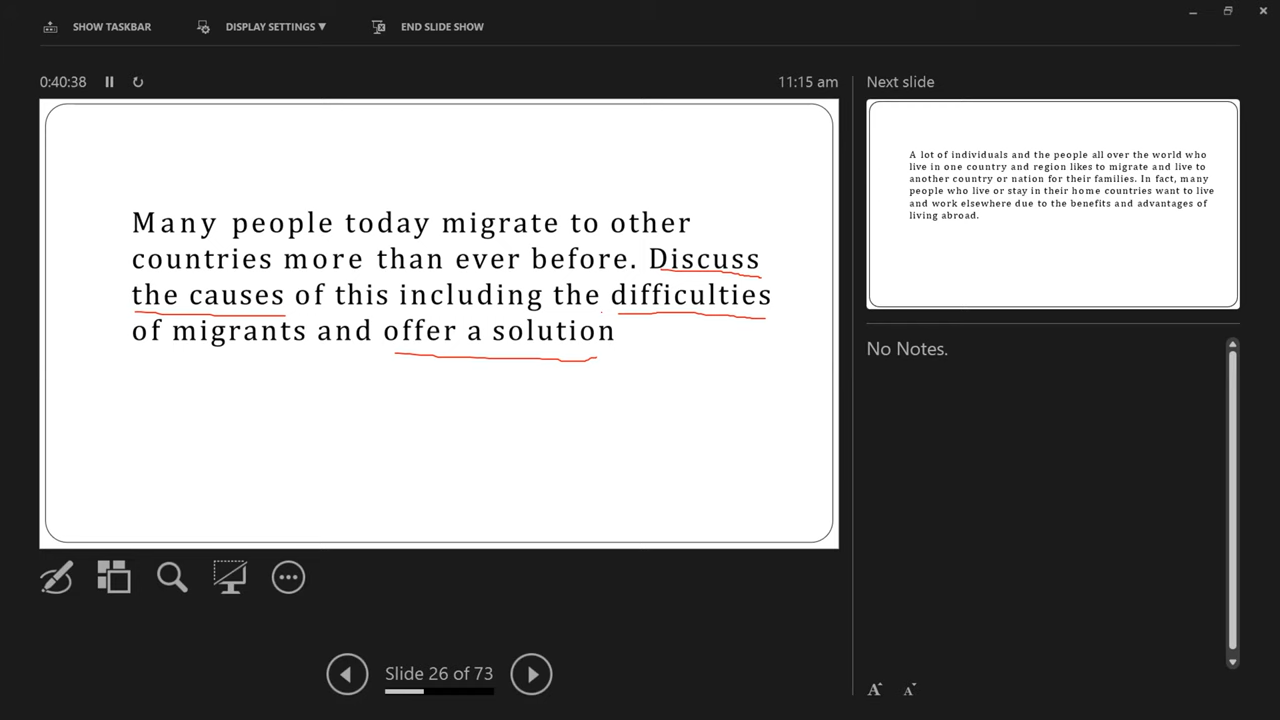 SHOW TASKBAR DISPLAY SETTINGS ▼ END SLIDE SHOW
0:40:38 11:15 am
Many people today migrate to other
countries more than ever before. Discuss
the causes of this including the difficulties
of migrants and offer a solution
Slide 26 of 73
Next slide
A lot of individuals and the people all over the world who
live in one country and region likes to migrate and live to
another country or nation for their families. In fact, many
people who live or stay in their home countries want to live
and work elsewhere due to the benefits and advantages of
living abroad.
No Notes.
A A